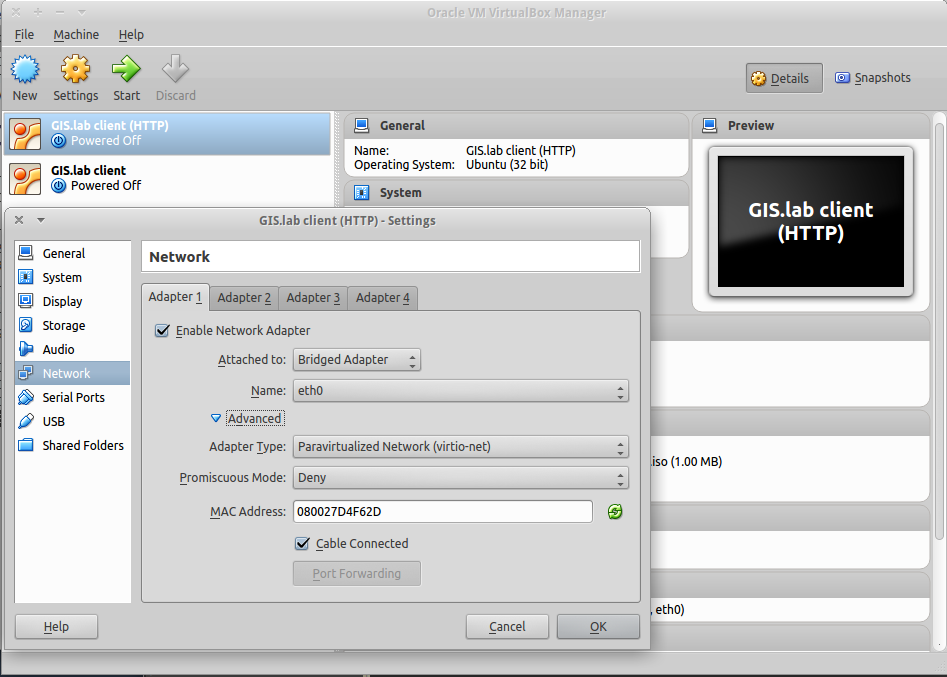 Oracle VM VirtualBox Manager
File Machine Help
New Settings Start Discard
Details Snapshots
GIS.lab client (HTTP)
Powered Off
GIS.lab client
Powered Off
General
Name: GIS.lab client (HTTP)
Operating System: Ubuntu (32 bit)
System
Preview
GIS.lab client
(HTTP)
.iso (1.00 MB)
, eth0)
GIS.lab client (HTTP) - Settings
General
System
Display
Storage
Audio
Network
Serial Ports
USB
Shared Folders
Network
Adapter 1 Adapter 2 Adapter 3 Adapter 4
Enable Network Adapter
Attached to: Bridged Adapter
Name: eth0
Advanced
Adapter Type: Paravirtualized Network (virtio-net)
Promiscuous Mode: Deny
MAC Address: 080027D4F62D
Cable Connected
Port Forwarding
Help Cancel OK